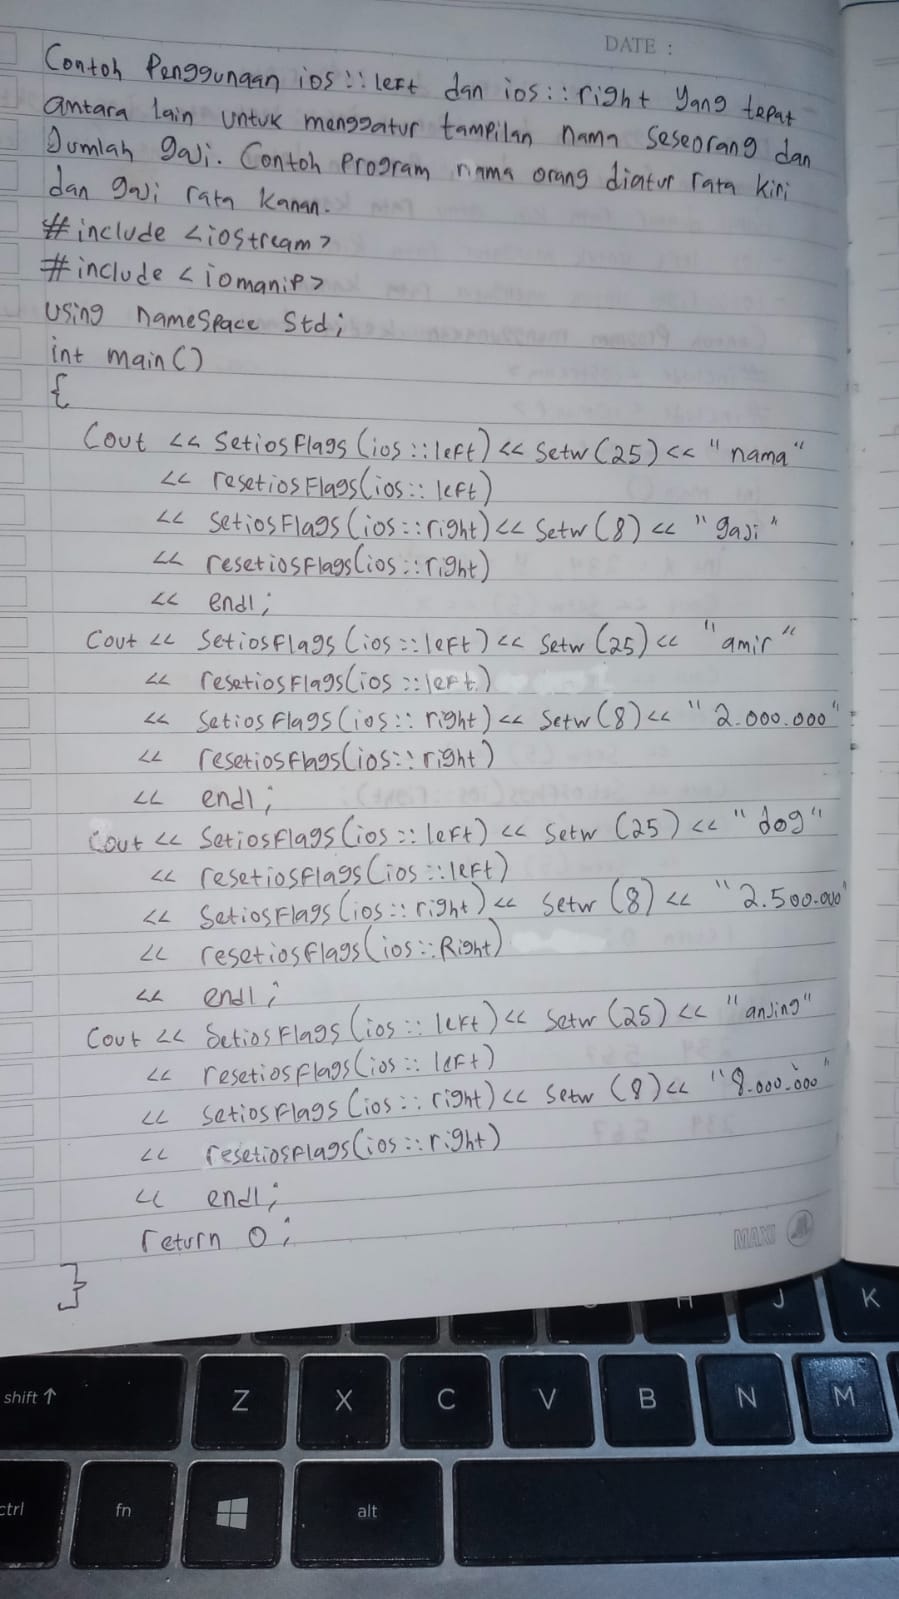 DATE :
Contoh Penggunaan ios::left dan ios::right yang tepat
antara lain untuk menggatur tampilan nama seseorang dan
Jumlah gaji. Contoh Program nama orang diatur rata kiri
dan gaji rata kanan.
#include <iostream>
#include <iomanip>
using namespace std;
int main()
{
Cout << setiosflags(ios::left) << setw(25) << "nama"
<< resetiosflags(ios::left)
<< setiosflags(ios::right) << setw(8) << "gaji"
<< resetiosflags(ios::right)
<< endl;
Cout << setiosflags(ios::left) << setw(25) << "amir"
<< resetiosflags(ios::left)
<< setiosflags(ios::right) << setw(8) << "2.000.000"
<< resetiosflags(ios::right)
<< endl;
Cout << setiosflags(ios::left) << setw(25) << "dog"
<< resetiosflags(ios::left)
<< setiosflags(ios::right) << setw(8) << "2.500.000"
<< resetiosflags(ios::Right)
<< endl;
Cout << setiosflags(ios::left) << setw(25) << "anjing"
<< resetiosflags(ios::left)
<< setiosflags(ios::right) << setw(8) << "8.000.000"
<< resetiosflags(ios::right)
<< endl;
return 0;
}
MAXI
H J K
shift ↑ Z X C V B N M
ctrl fn alt